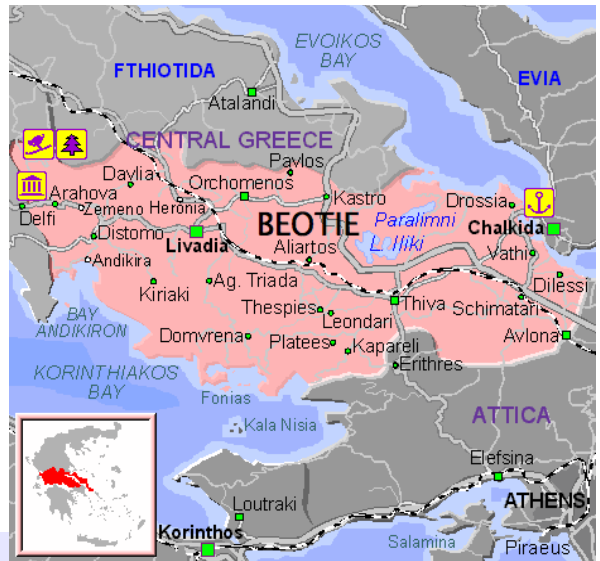 EVOIKOS
BAY
FTHIOTIDA
EVIA
Atalandi
CENTRAL GREECE
Pavlos
Davlia
Orchomenos
Kastro
Drossia
Arahova
Zemeno
Heronia
BEOTIE
Paralimni
L. Iliki
Chalkida
Delfi
Distomo
Livadia
Aliartos
Vathi
Andikira
Kiriaki
Ag. Triada
Dilessi
Thiva
Schimatari
BAY
ANDIKIRON
Thespies
Leondari
Domvrena
Platees
Kapareli
Avlona
Erithres
KORINTHIAKOS
BAY
Fonias
Kala Nisia
ATTICA
Elefsina
Loutraki
ATHENS
Korinthos
Salamina
Piraeus